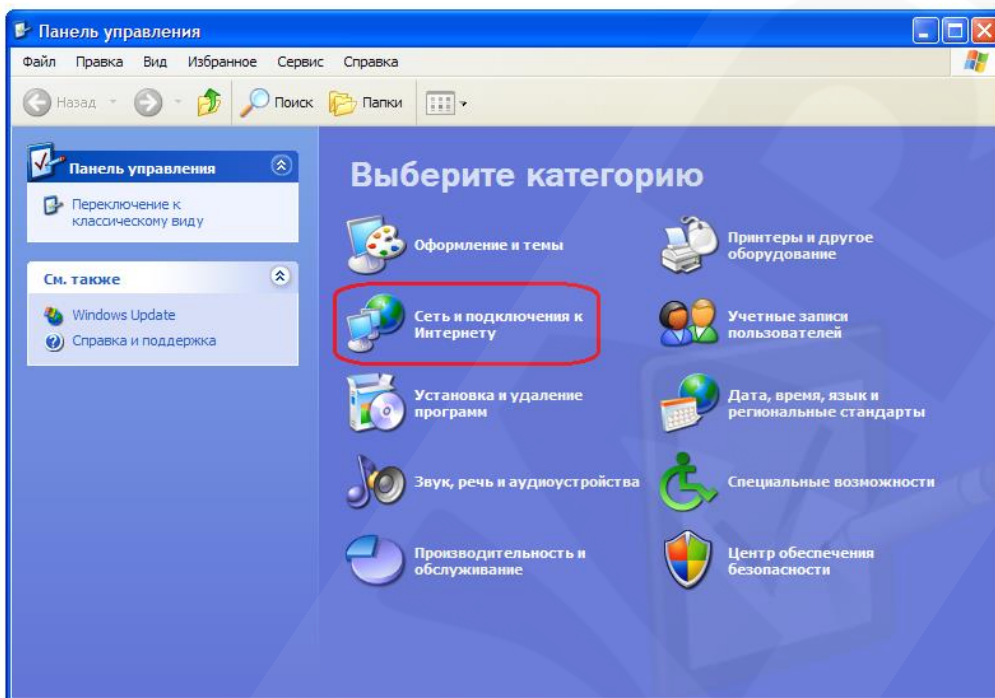 Панель управления
Файл Правка Вид Избранное Сервис Справка
Назад Поиск Папки
Панель управления
Переключение к
классическому виду
См. также
Windows Update
Справка и поддержка
Выберите категорию
Оформление и темы
Принтеры и другое
оборудование
Сеть и подключения к
Интернету
Учетные записи
пользователей
Установка и удаление
программ
Дата, время, язык и
региональные стандарты
Звук, речь и аудиоустройства
Специальные возможности
Производительность и
обслуживание
Центр обеспечения
безопасности